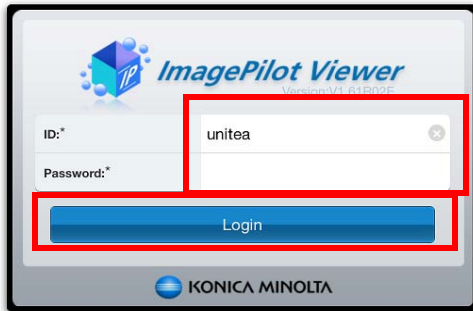 IP
ImagePilot Viewer
Version:V1.61R02E
ID:* unitea
Password:*
Login
KONICA MINOLTA